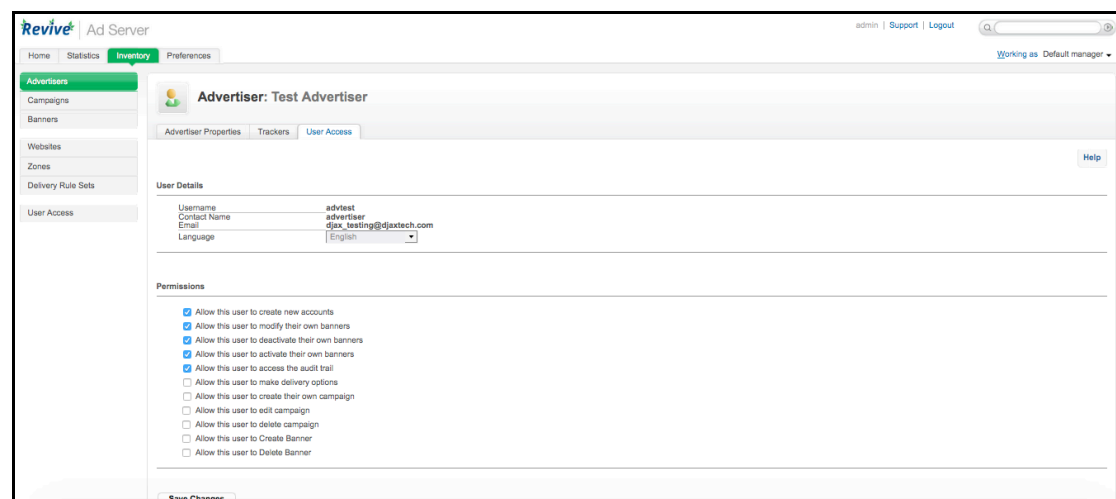 Revive Ad Server
admin | Support | Logout
Home Statistics Inventory Preferences
Working as Default manager
Advertisers
Campaigns
Banners
Websites
Zones
Delivery Rule Sets
User Access
Advertiser: Test Advertiser
Advertiser Properties Trackers User Access
Help
User Details
Username advtest
Contact Name advertiser
Email djax_testing@djaxtech.com
Language English
Permissions
Allow this user to create new accounts
Allow this user to modify their own banners
Allow this user to deactivate their own banners
Allow this user to activate their own banners
Allow this user to access the audit trail
Allow this user to make delivery options
Allow this user to create their own campaign
Allow this user to edit campaign
Allow this user to delete campaign
Allow this user to Create Banner
Allow this user to Delete Banner
Save Changes